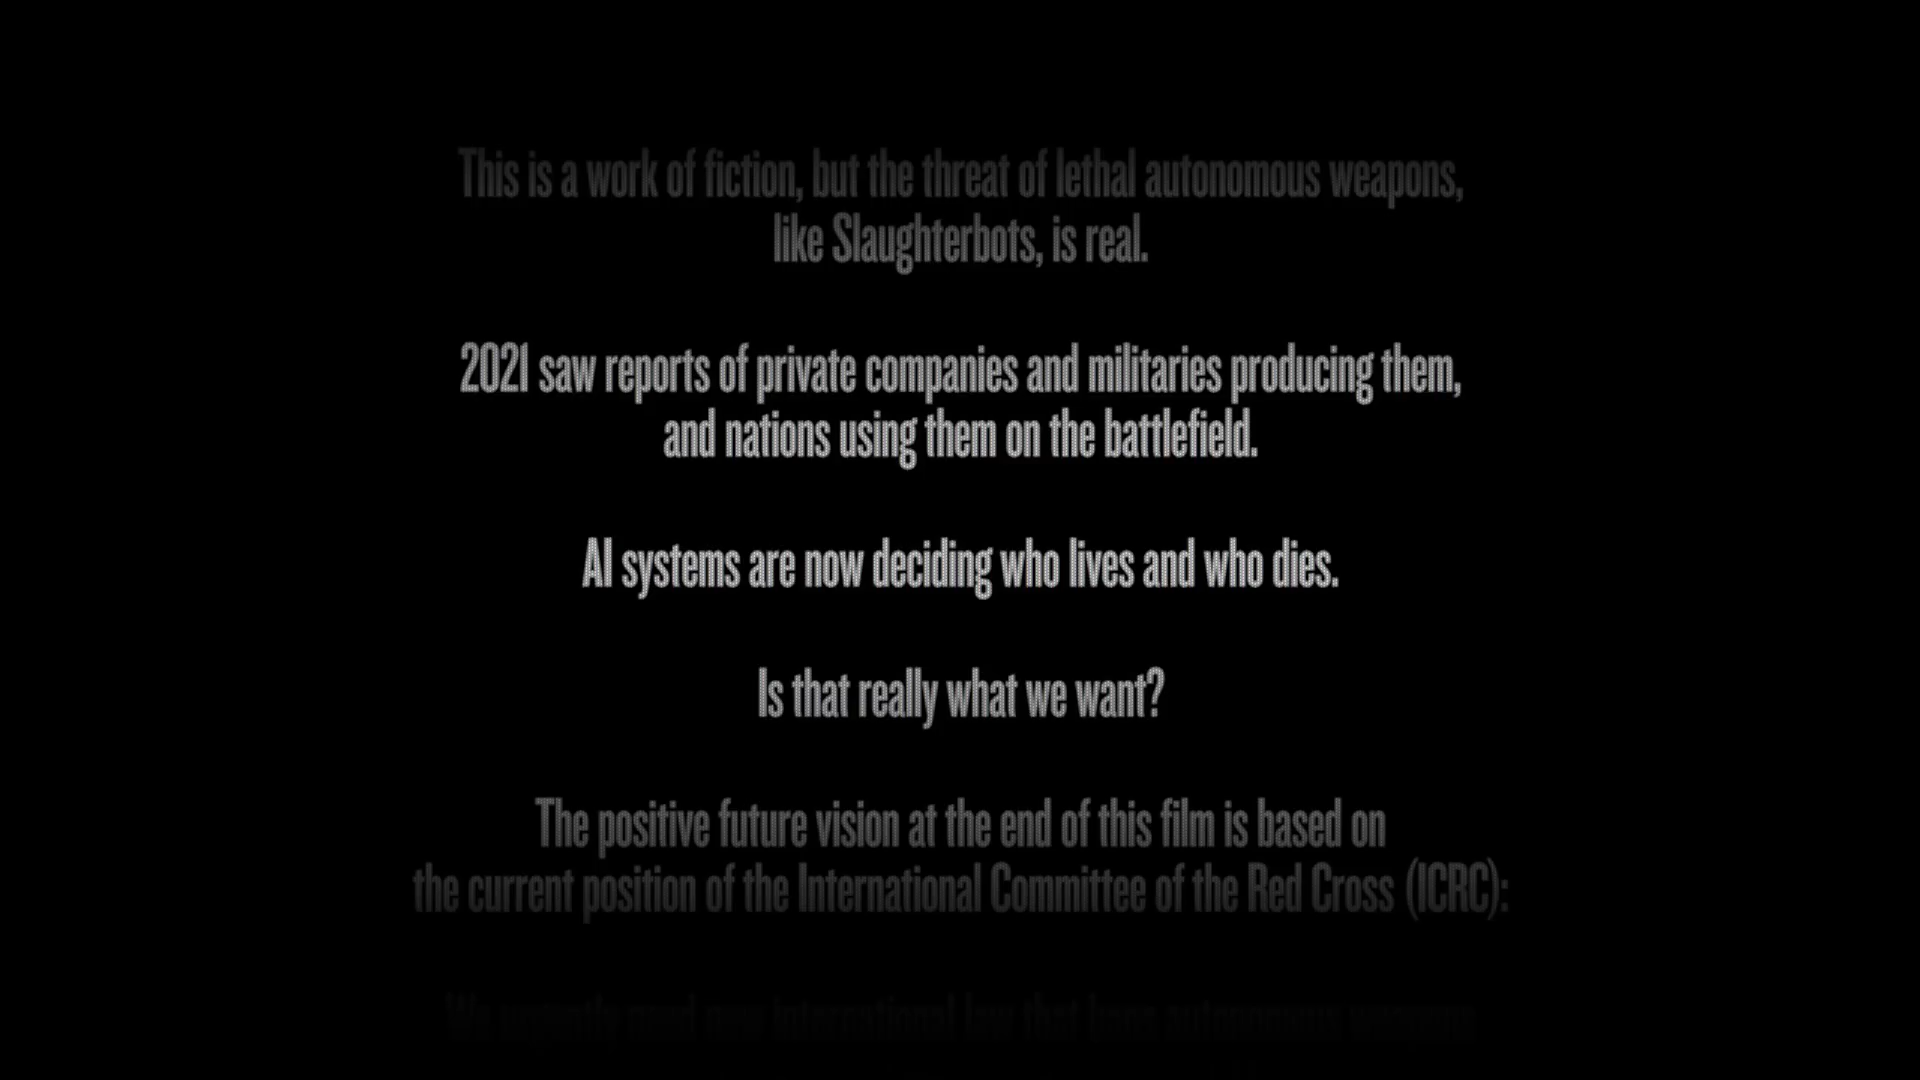 This is a work of fiction, but the threat of lethal autonomous weapons,
like Slaughterbots, is real.
2021 saw reports of private companies and militaries producing them,
and nations using them on the battlefield.
AI systems are now deciding who lives and who dies.
Is that really what we want?
The positive future vision at the end of this film is based on
the current position of the International Committee of the Red Cross (ICRC):
We urgently need new international law that bans autonomous weapons